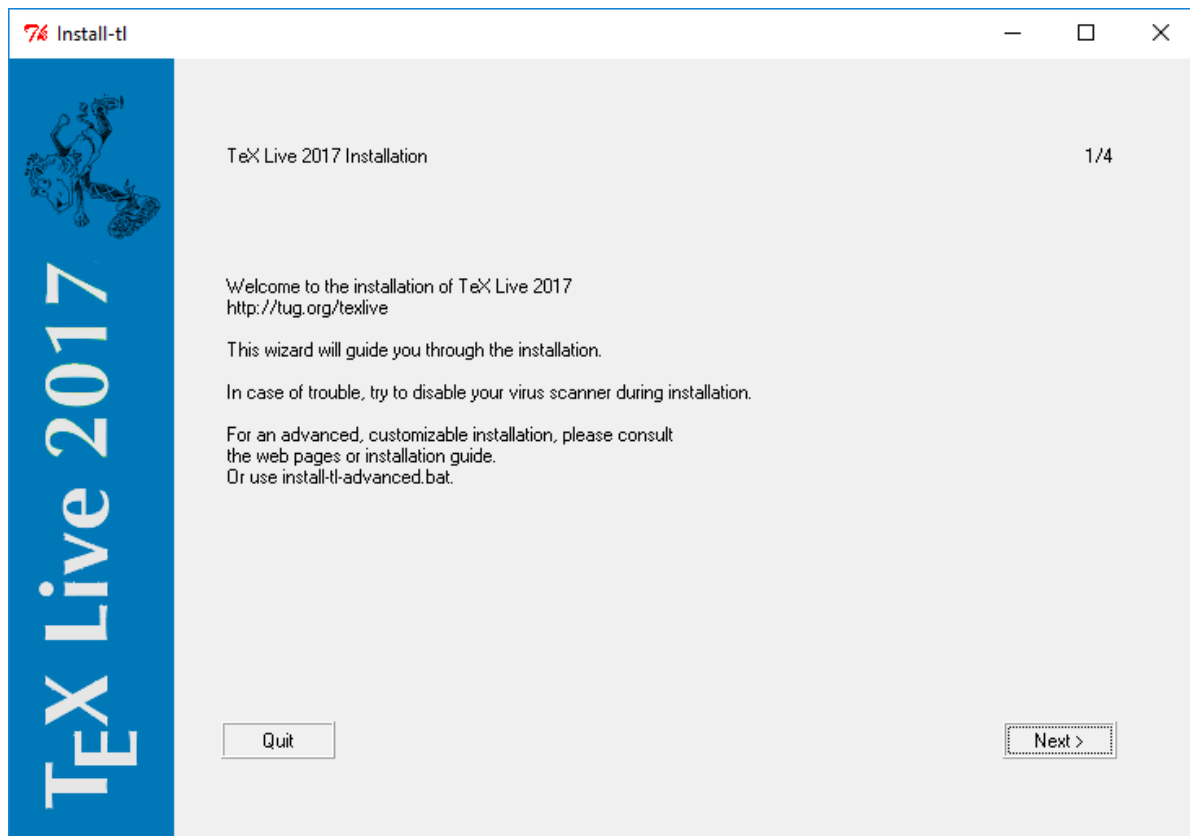 Install-tl
TeX Live 2017
TeX Live 2017 Installation
1/4
Welcome to the installation of TeX Live 2017
http://tug.org/texlive
This wizard will guide you through the installation.
In case of trouble, try to disable your virus scanner during installation.
For an advanced, customizable installation, please consult
the web pages or installation guide.
Or use install-tl-advanced.bat.
Quit
Next >